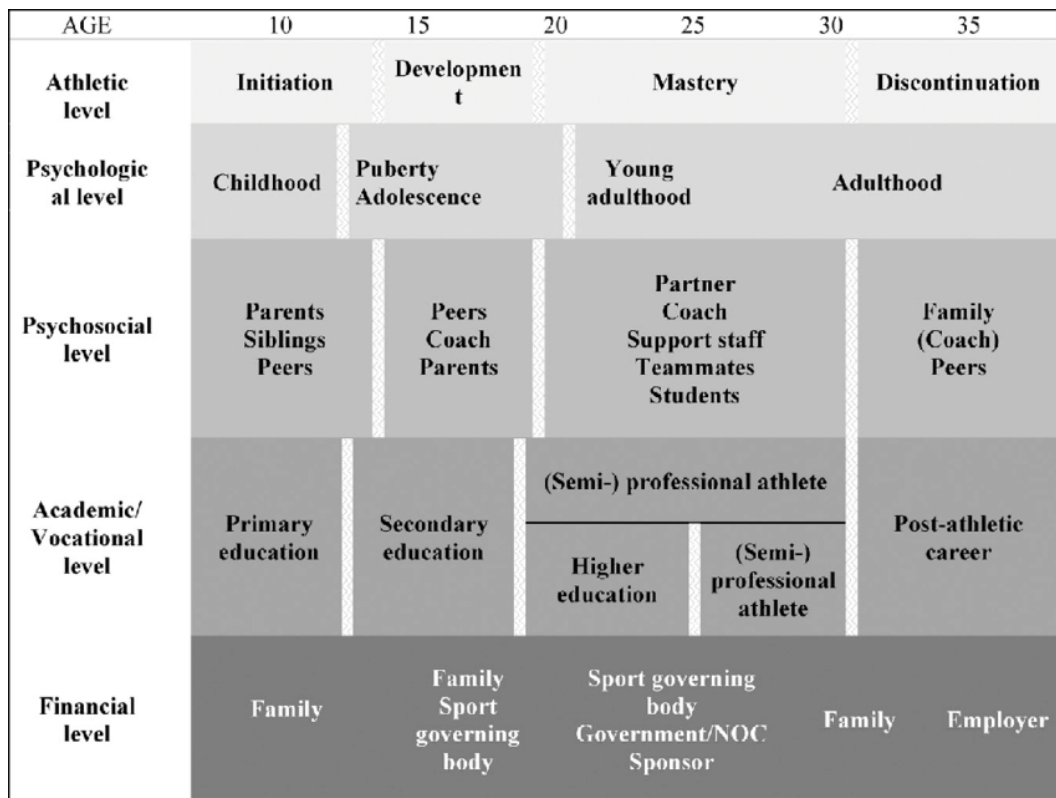 AGE 10 15 20 25 30 35
Athletic
level
Initiation
Developmen
t
Mastery
Discontinuation
Psychologic
al level
Childhood
Puberty
Adolescence
Young
adulthood
Adulthood
Psychosocial
level
Parents
Siblings
Peers
Peers
Coach
Parents
Partner
Coach
Support staff
Teammates
Students
Family
(Coach)
Peers
Academic/
Vocational
level
Primary
education
Secondary
education
(Semi-) professional athlete
Higher
education
(Semi-)
professional
athlete
Post-athletic
career
Financial
level
Family
Family
Sport
governing
body
Sport governing
body
Government/NOC
Sponsor
Family
Employer